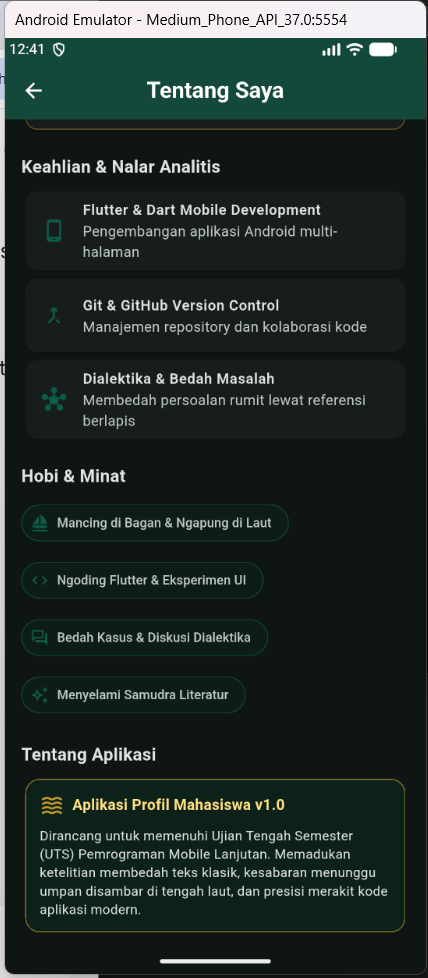 Android Emulator - Medium_Phone_API_37.0:5554
12:41
Tentang Saya
Keahlian & Nalar Analitis
Flutter & Dart Mobile Development
Pengembangan aplikasi Android multi-
halaman
Git & GitHub Version Control
Manajemen repository dan kolaborasi kode
Dialektika & Bedah Masalah
Membedah persoalan rumit lewat referensi
berlapis
Hobi & Minat
Mancing di Bagan & Ngapung di Laut
Ngoding Flutter & Eksperimen UI
Bedah Kasus & Diskusi Dialektika
Menyelami Samudra Literatur
Tentang Aplikasi
Aplikasi Profil Mahasiswa v1.0
Dirancang untuk memenuhi Ujian Tengah Semester
(UTS) Pemrograman Mobile Lanjutan. Memadukan
ketelitian membedah teks klasik, kesabaran menunggu
umpan disambar di tengah laut, dan presisi merakit kode
aplikasi modern.